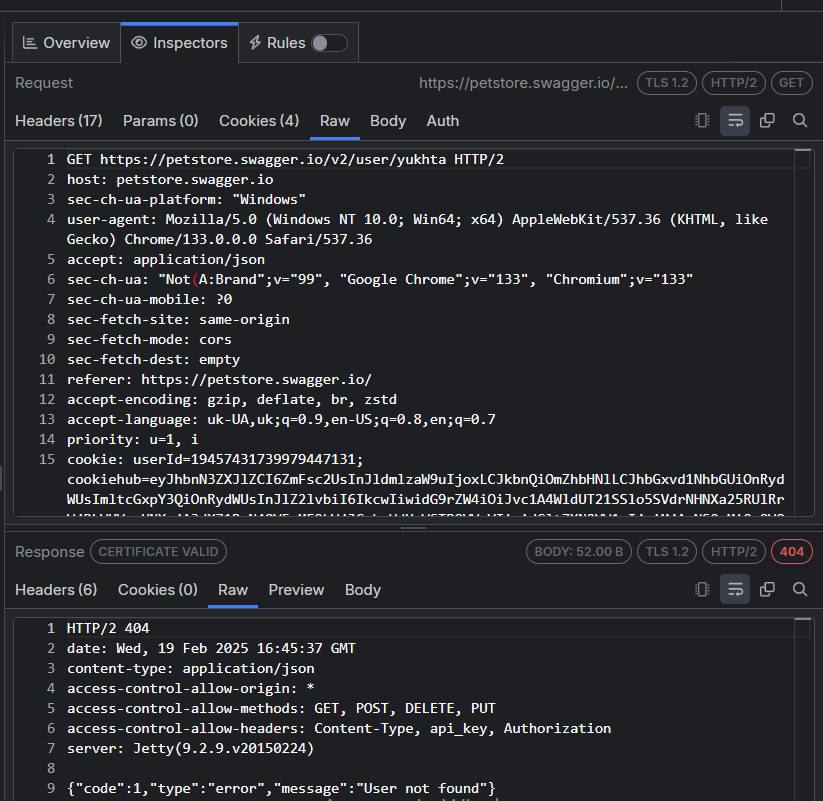 Overview Inspectors Rules
Request https://petstore.swagger.io/... TLS 1.2 HTTP/2 GET
Headers (17) Params (0) Cookies (4) Raw Body Auth
1 GET https://petstore.swagger.io/v2/user/yukhta HTTP/2
2 host: petstore.swagger.io
3 sec-ch-ua-platform: "Windows"
4 user-agent: Mozilla/5.0 (Windows NT 10.0; Win64; x64) AppleWebKit/537.36 (KHTML, like
Gecko) Chrome/133.0.0.0 Safari/537.36
5 accept: application/json
6 sec-ch-ua: "Not(A:Brand";v="99", "Google Chrome";v="133", "Chromium";v="133"
7 sec-ch-ua-mobile: ?0
8 sec-fetch-site: same-origin
9 sec-fetch-mode: cors
10 sec-fetch-dest: empty
11 referer: https://petstore.swagger.io/
12 accept-encoding: gzip, deflate, br, zstd
13 accept-language: uk-UA,uk;q=0.9,en-US;q=0.8,en;q=0.7
14 priority: u=1, i
15 cookie: userId=19457431739979447131;
cookiehub=eyJhbnN3ZXJlZCI6ZmFsc2UsInJldmlzaW9uIjoxLCJkbnQiOmZhbHNlLCJhbGxvd1NhbGUiOnRyd
WUsImltcGxpY3QiOnRydWUsInJlZ2lvbiI6IkcwIiwidG9rZW4iOiJvc1A4WldUT21SSlo5SVdrNHNXa25RUlRr
Response CERTIFICATE VALID BODY: 52.00 B TLS 1.2 HTTP/2 404
Headers (6) Cookies (0) Raw Preview Body
1 HTTP/2 404
2 date: Wed, 19 Feb 2025 16:45:37 GMT
3 content-type: application/json
4 access-control-allow-origin: *
5 access-control-allow-methods: GET, POST, DELETE, PUT
6 access-control-allow-headers: Content-Type, api_key, Authorization
7 server: Jetty(9.2.9.v20150224)
8
9 {"code":1,"type":"error","message":"User not found"}